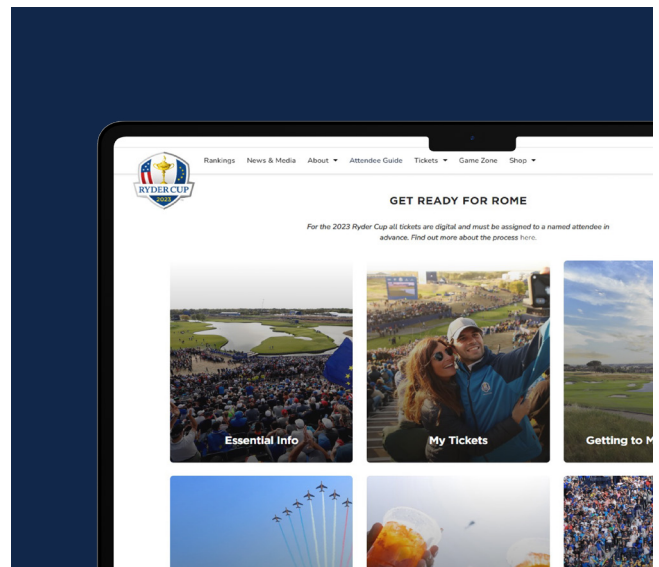 RYDER CUP
2023
Rankings News & Media About Attendee Guide Tickets Game Zone Shop
GET READY FOR ROME
For the 2023 Ryder Cup all tickets are digital and must be assigned to a named attendee in
advance. Find out more about the process here.
Essential Info
My Tickets
Getting to M